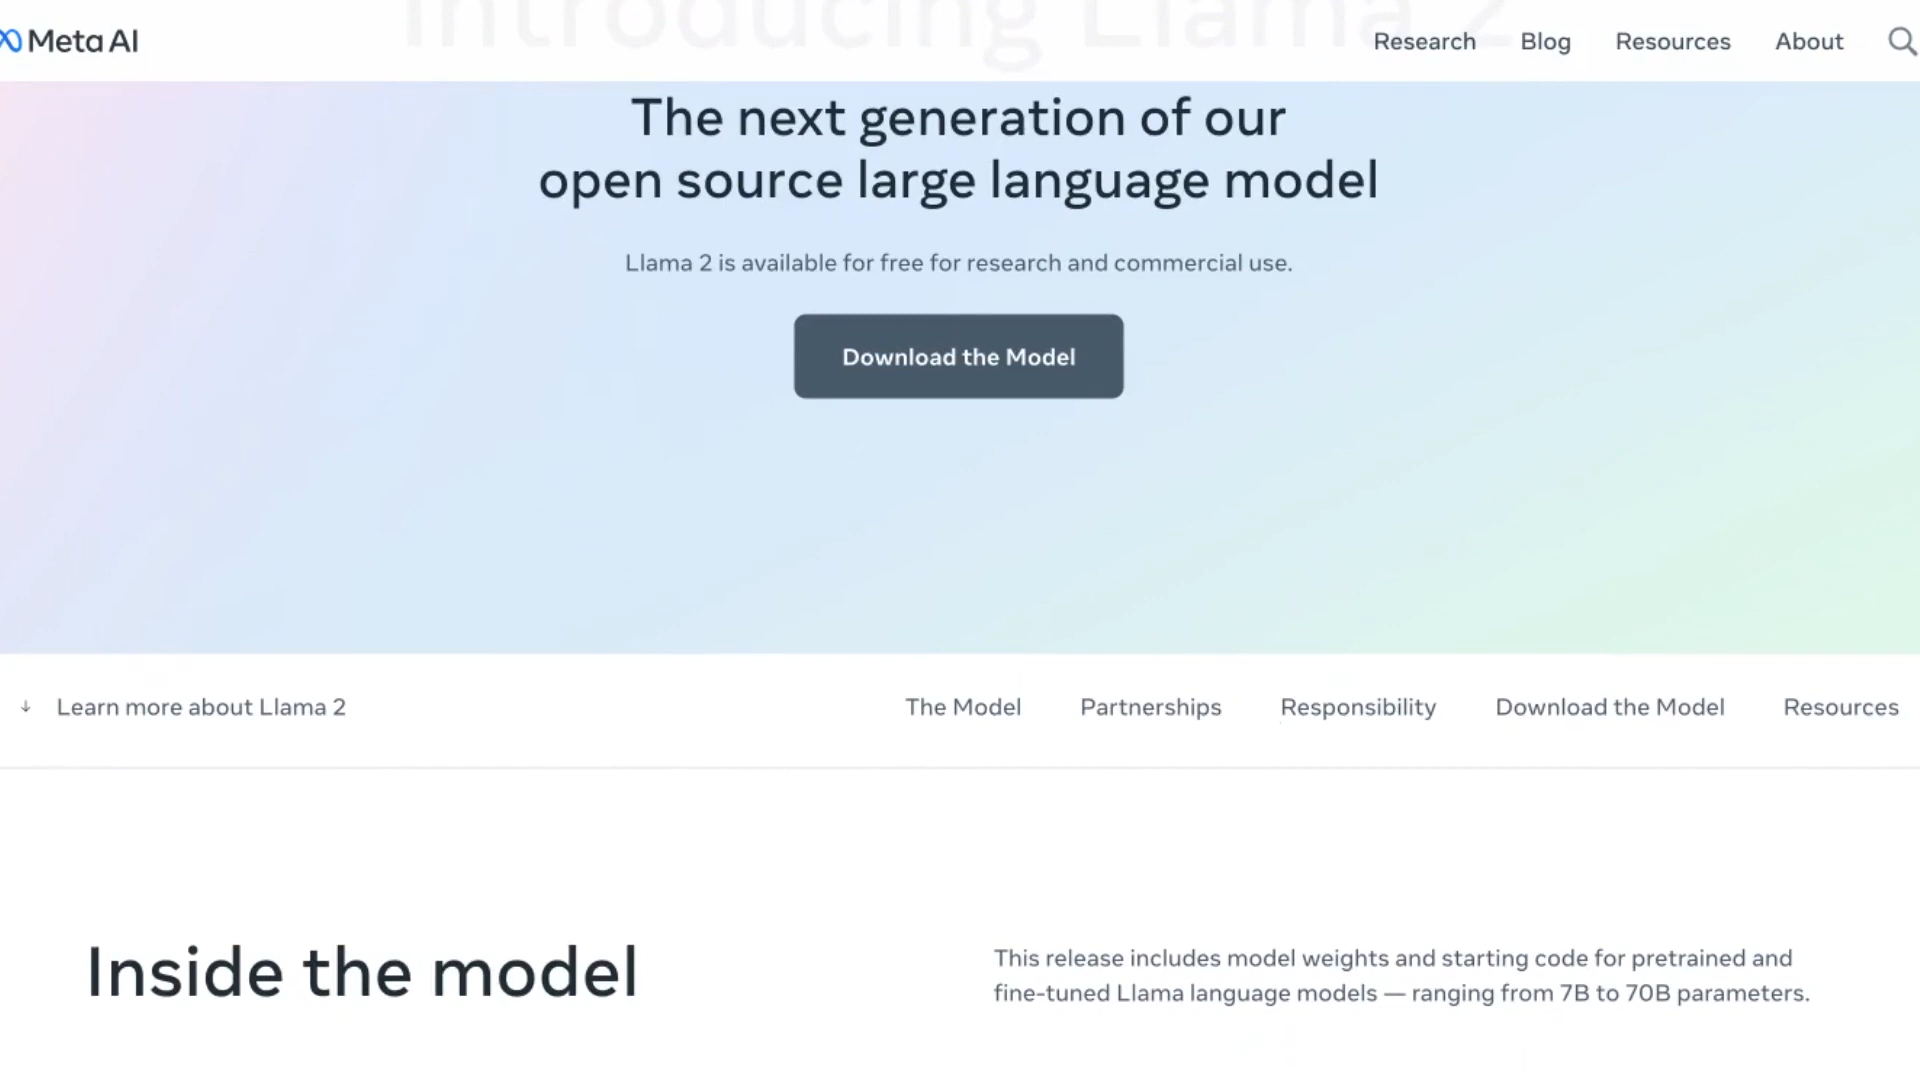 Introducing Llama 2
Meta AI
Research
Blog
Resources
About
The next generation of our
open source large language model
Llama 2 is available for free for research and commercial use.
Download the Model
↓ Learn more about Llama 2
The Model
Partnerships
Responsibility
Download the Model
Resources
Inside the model
This release includes model weights and starting code for pretrained and
fine-tuned Llama language models — ranging from 7B to 70B parameters.